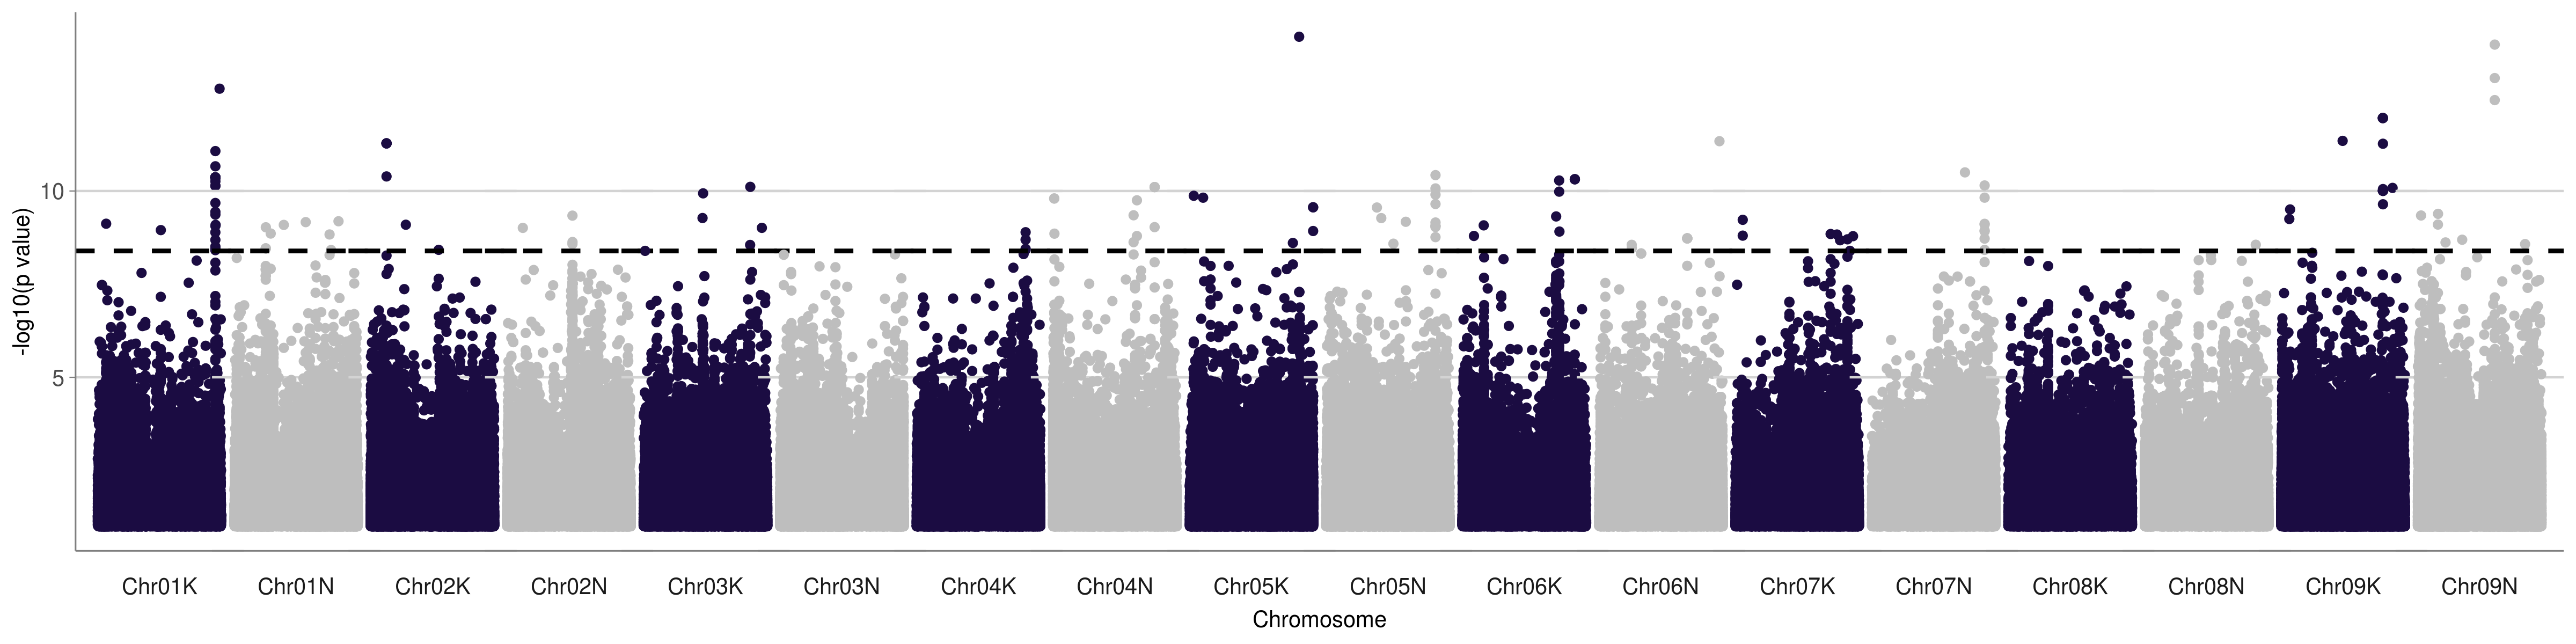 -log10(p value)
10
5
Chr01K Chr01N Chr02K Chr02N Chr03K Chr03N Chr04K Chr04N Chr05K Chr05N Chr06K Chr06N Chr07K Chr07N Chr08K Chr08N Chr09K Chr09N
Chromosome